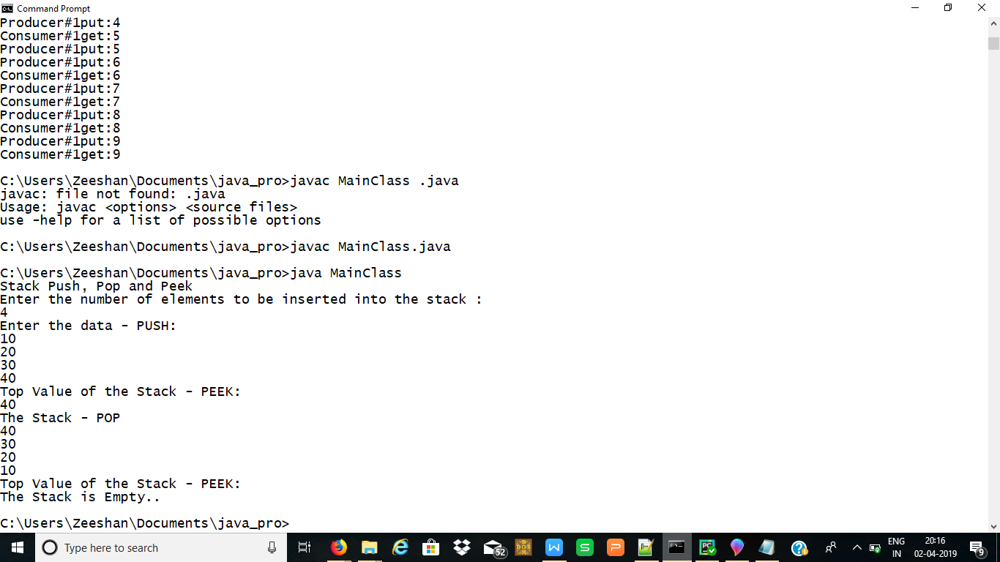 Command Prompt
Producer#1put:4
Consumer#1get:5
Producer#1put:5
Producer#1put:6
Consumer#1get:6
Producer#1put:7
Consumer#1get:7
Producer#1put:8
Consumer#1get:8
Producer#1put:9
Consumer#1get:9
C:\Users\Zeeshan\Documents\java_pro>javac MainClass .java
javac: file not found: .java
Usage: javac <options> <source files>
use -help for a list of possible options
C:\Users\Zeeshan\Documents\java_pro>javac MainClass.java
C:\Users\Zeeshan\Documents\java_pro>java MainClass
Stack Push, Pop and Peek
Enter the number of elements to be inserted into the stack :
4
Enter the data - PUSH:
10
20
30
40
Top Value of the Stack - PEEK:
40
The Stack - POP
40
30
20
10
Top Value of the Stack - PEEK:
The Stack is Empty..
C:\Users\Zeeshan\Documents\java_pro>
Type here to search
52
W
S
P
PC
ENG
IN
20:16
02-04-2019
9